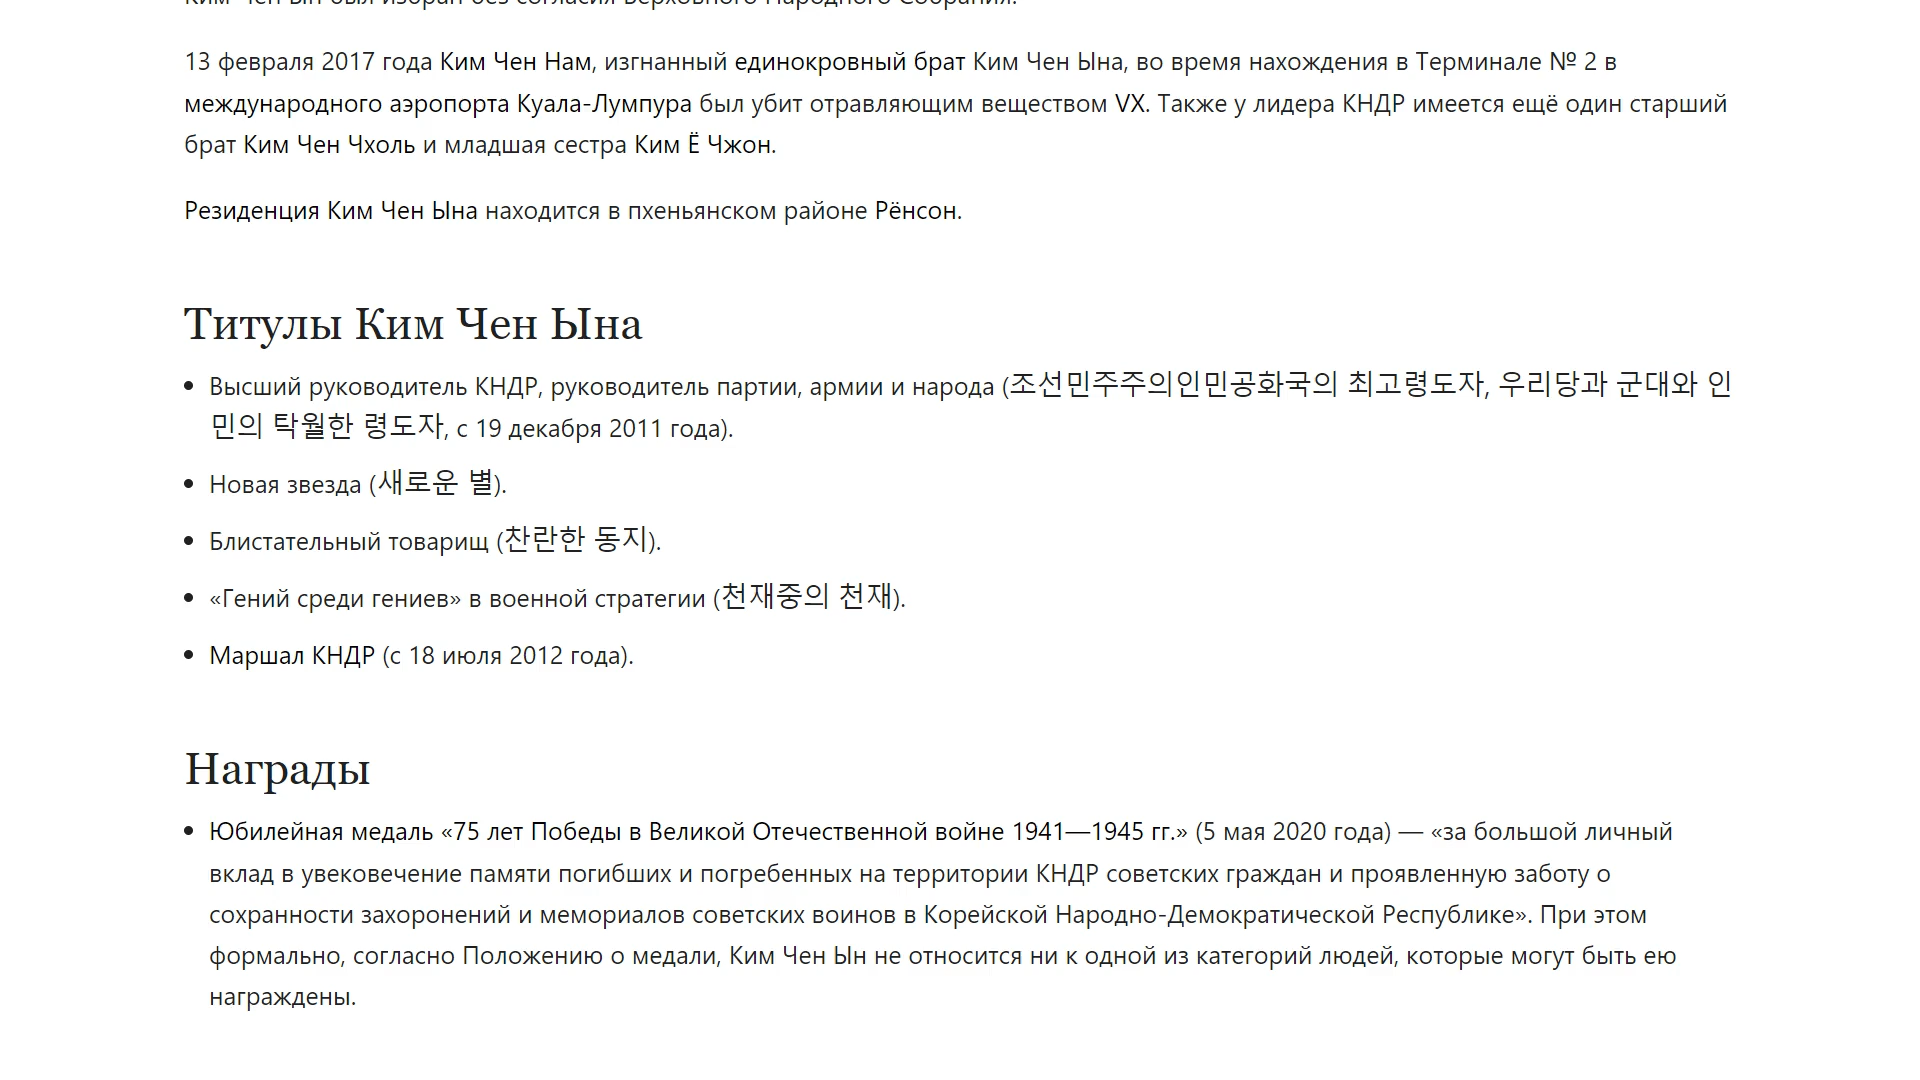 Ким Чен Ын был избран без согласия Верховного Народного Собрания.
13 февраля 2017 года Ким Чен Нам, изгнанный единокровный брат Ким Чен Ына, во время нахождения в Терминале № 2 в
международного аэропорта Куала-Лумпура был убит отравляющим веществом VX. Также у лидера КНДР имеется ещё один старший
брат Ким Чен Чхоль и младшая сестра Ким Ё Чжон.
Резиденция Ким Чен Ына находится в пхеньянском районе Рёнсон.
Титулы Ким Чен Ына
• Высший руководитель КНДР, руководитель партии, армии и народа (조선민주주의인민공화국의 최고령도자, 우리당과 군대와 인
민의 탁월한 령도자, с 19 декабря 2011 года).
• Новая звезда (새로운 별).
• Блистательный товарищ (찬란한 동지).
• «Гений среди гениев» в военной стратегии (천재중의 천재).
• Маршал КНДР (с 18 июля 2012 года).
Награды
• Юбилейная медаль «75 лет Победы в Великой Отечественной войне 1941—1945 гг.» (5 мая 2020 года) — «за большой личный
вклад в увековечение памяти погибших и погребенных на территории КНДР советских граждан и проявленную заботу о
сохранности захоронений и мемориалов советских воинов в Корейской Народно-Демократической Республике». При этом
формально, согласно Положению о медали, Ким Чен Ын не относится ни к одной из категорий людей, которые могут быть ею
награждены.